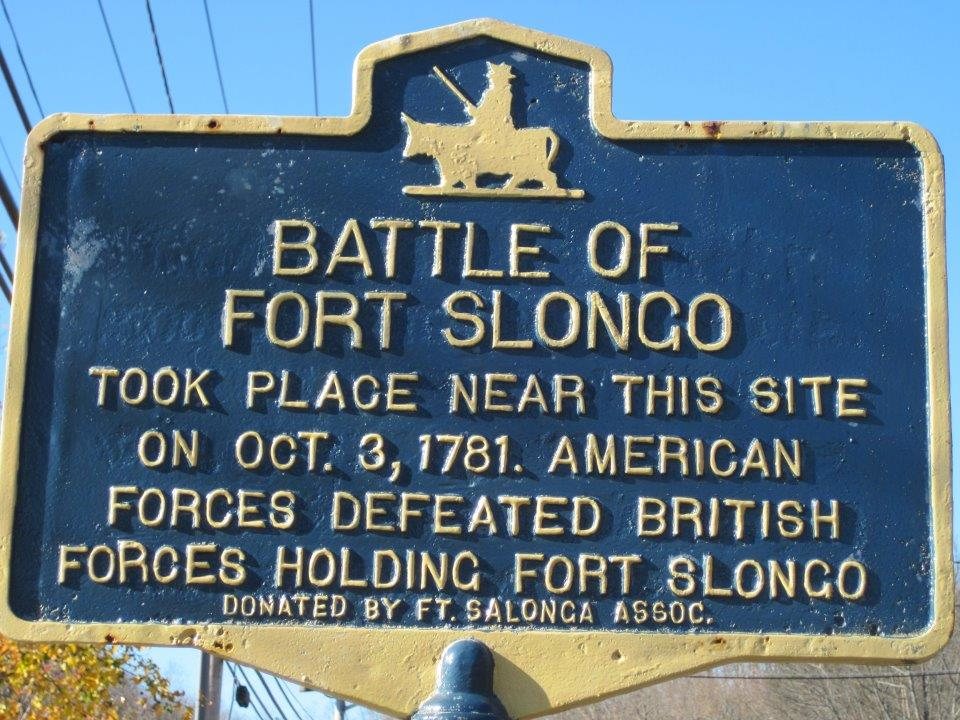 BATTLE OF
FORT SLONGO
TOOK PLACE NEAR THIS SITE
ON OCT. 3, 1781. AMERICAN
FORCES DEFEATED BRITISH
FORCES HOLDING FORT SLONGO
DONATED BY FT. SALONGA ASSOC.